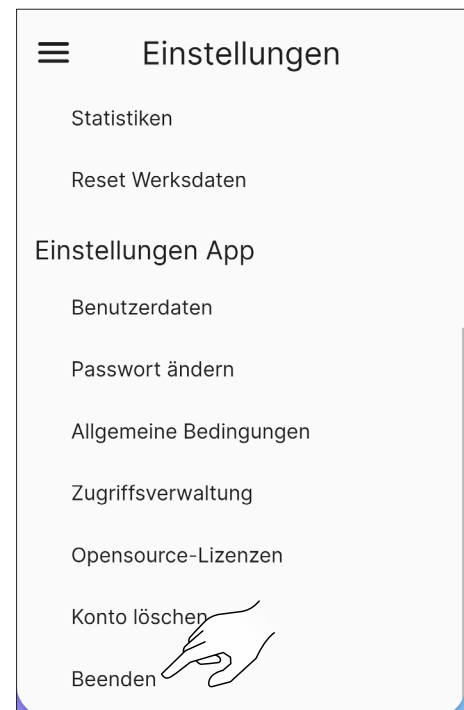 Einstellungen
Statistiken
Reset Werksdaten
Einstellungen App
Benutzerdaten
Passwort ändern
Allgemeine Bedingungen
Zugriffsverwaltung
Opensource-Lizenzen
Konto löschen
Beenden